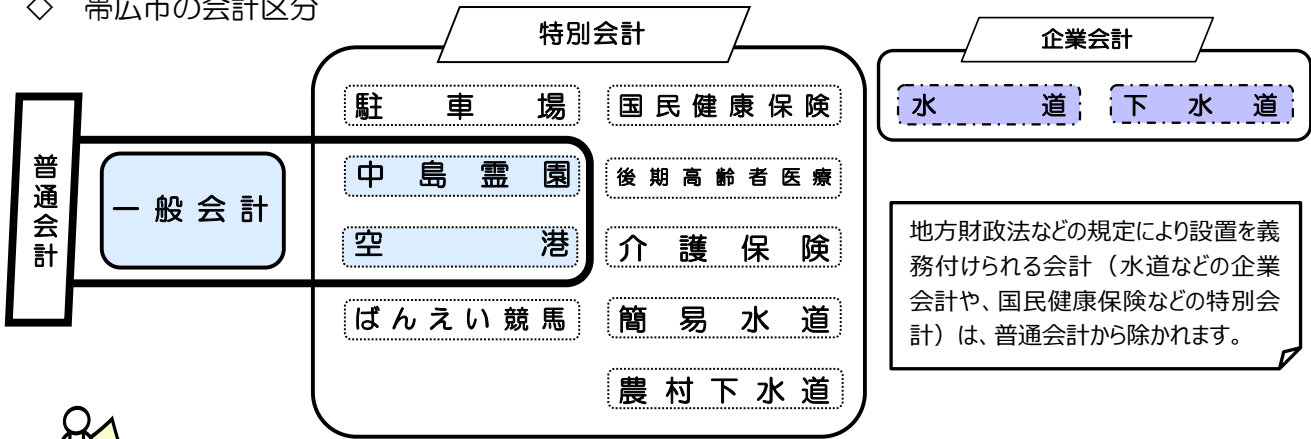 ◇ 帯広市の会計区分
特別会計
企業会計
駐車場
国民健康保険
水道
下水道
普通会計
一般会計
中島霊園
後期高齢者医療
空港
介護保険
ばんえい競馬
簡易水道
農村下水道
地方財政法などの規定により設置を義
務付けられる会計（水道などの企業
会計や、国民健康保険などの特別会
計）は、普通会計から除かれます。